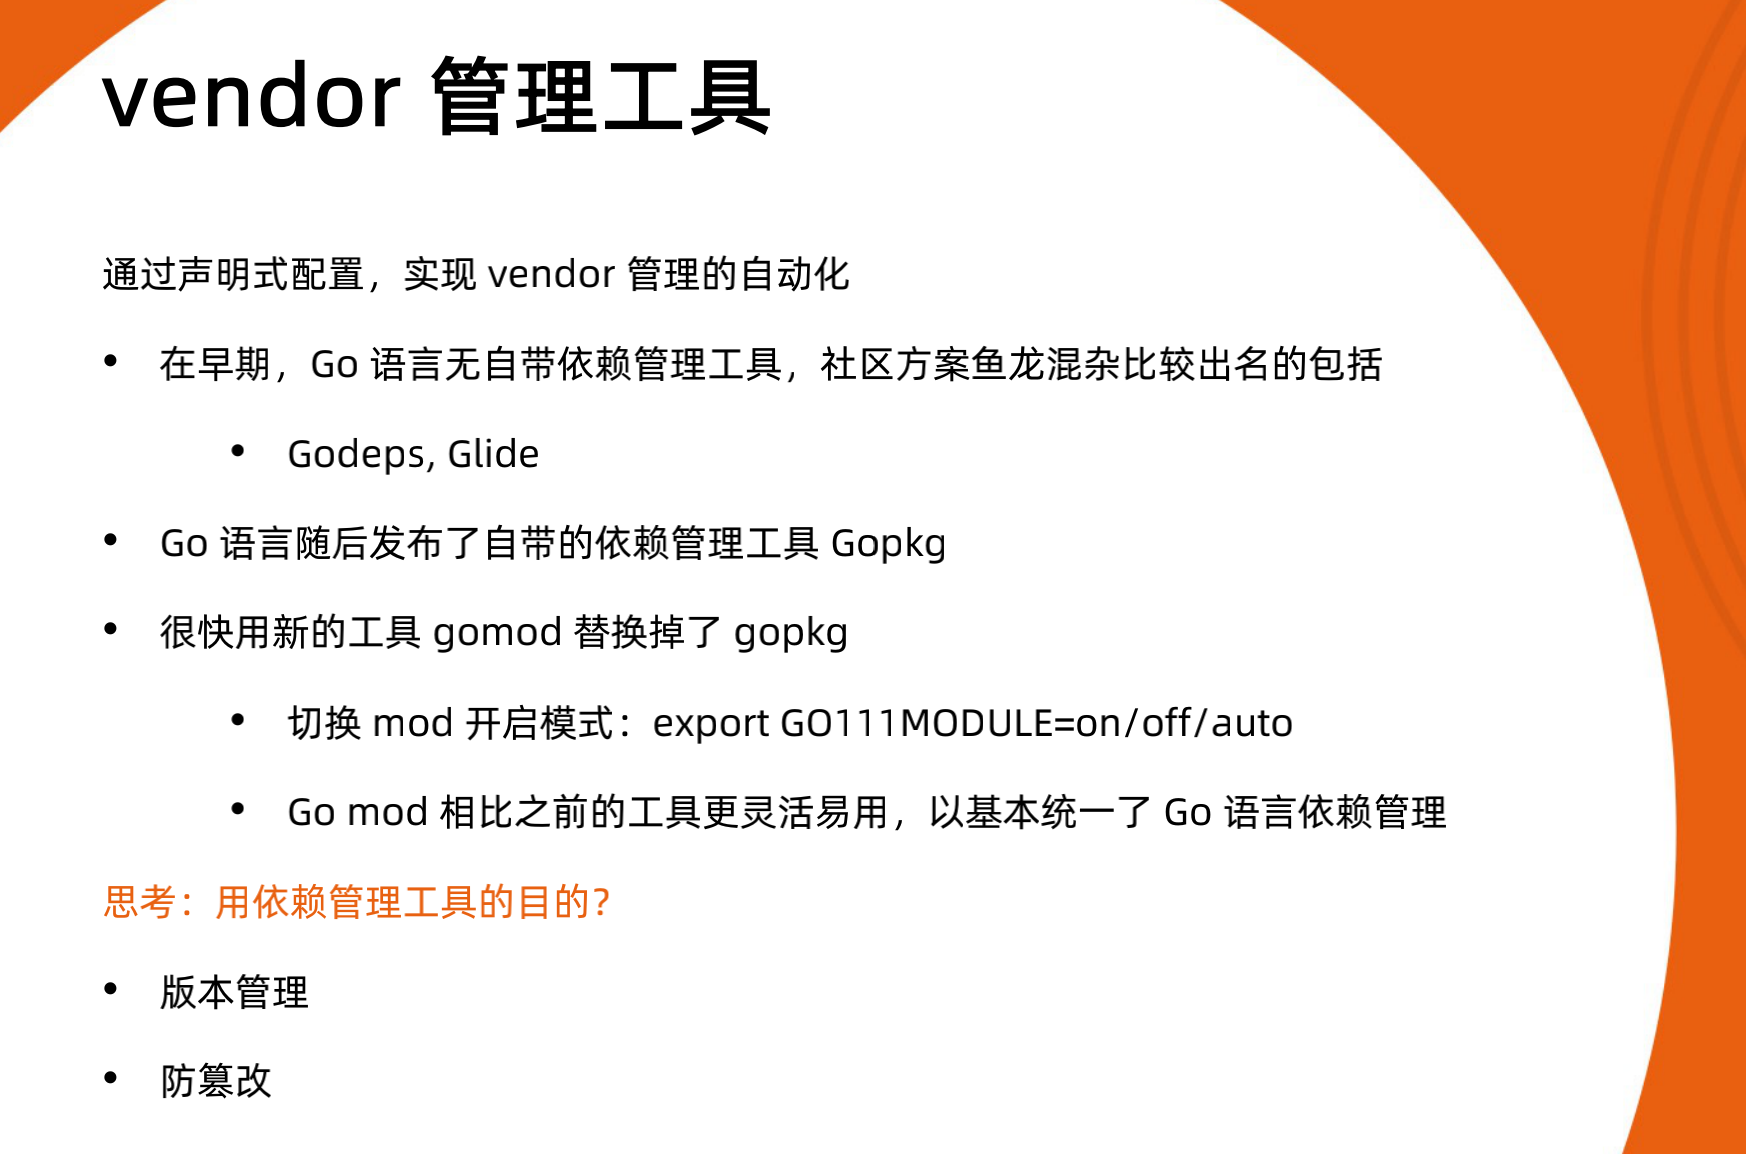 vendor 管理工具
通过声明式配置，实现 vendor 管理的自动化
• 在早期，Go 语言无自带依赖管理工具，社区方案鱼龙混杂比较出名的包括
• Godeps, Glide
• Go 语言随后发布了自带的依赖管理工具 Gopkg
• 很快用新的工具 gomod 替换掉了 gopkg
• 切换 mod 开启模式：export GO111MODULE=on/off/auto
• Go mod 相比之前的工具更灵活易用，以基本统一了 Go 语言依赖管理
思考：用依赖管理工具的目的？
• 版本管理
• 防篡改